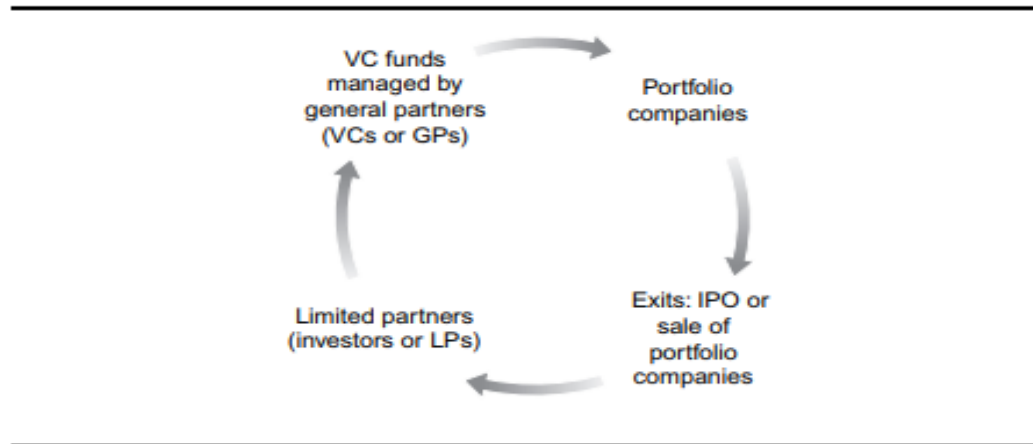 VC funds
managed by
general partners
(VCs or GPs)
Portfolio
companies
Exits: IPO or
sale of
portfolio
companies
Limited partners
(investors or LPs)